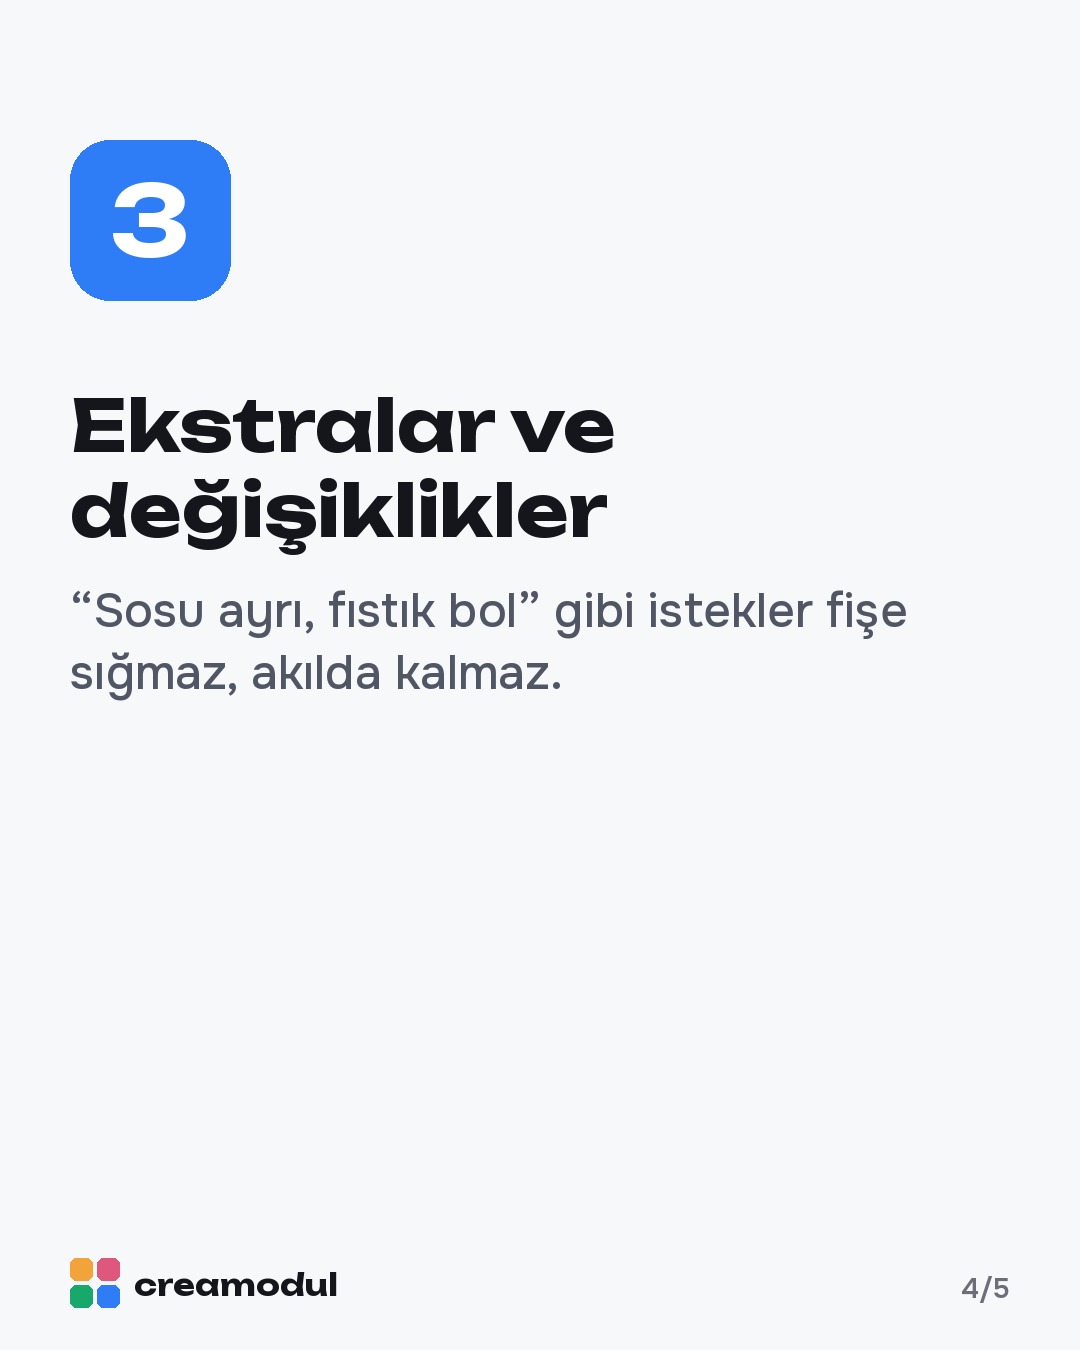 3
Ekstralar ve
değişiklikler
“Sosu ayrı, fıstık bol” gibi istekler fişe
sığmaz, akılda kalmaz.
creamodul
4/5